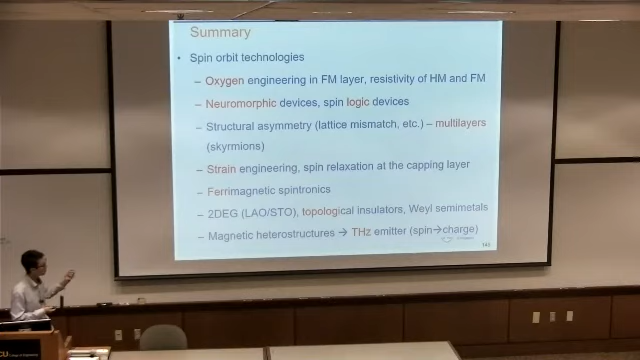 Summary
• Spin orbit technologies
– Oxygen engineering in FM layer, resistivity of HM and FM
– Neuromorphic devices, spin logic devices
– Structural asymmetry (lattice mismatch, etc.) – multilayers
(skyrmions)
– Strain engineering, spin relaxation at the capping layer
– Ferrimagnetic spintronics
– 2DEG (LAO/STO), topological insulators, Weyl semimetals
– Magnetic heterostructures → THz emitter (spin→charge)